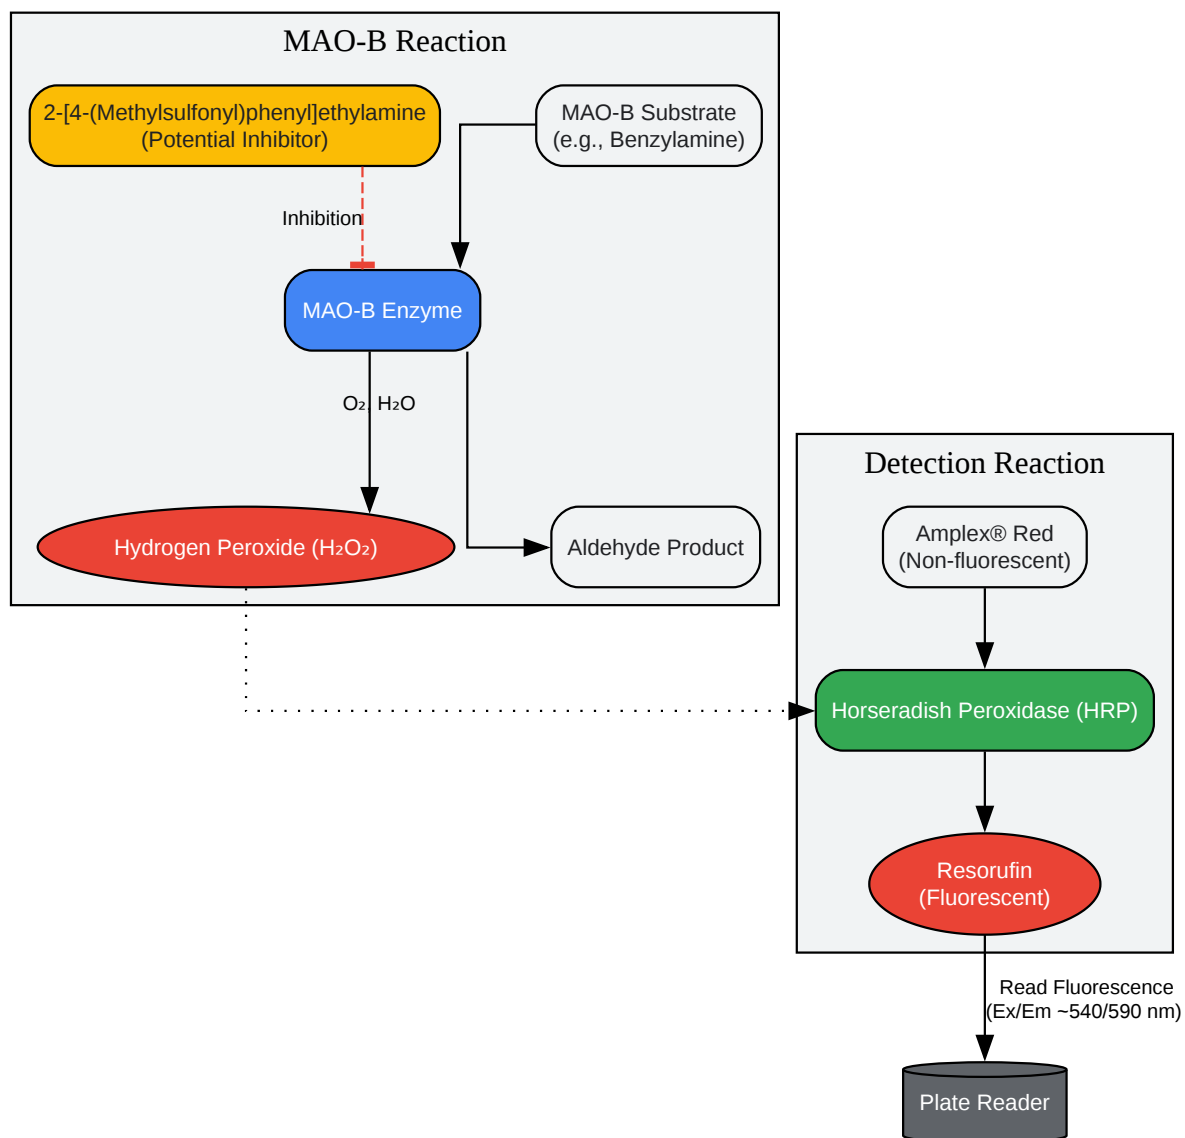 MAO-B Reaction
2-[4-(Methylsulfonyl)phenyl]ethylamine
(Potential Inhibitor)
MAO-B Substrate
(e.g., Benzylamine)
Inhibition
MAO-B Enzyme
O₂, H₂O
Hydrogen Peroxide (H₂O₂)
Aldehyde Product
Detection Reaction
Amplex® Red
(Non-fluorescent)
Horseradish Peroxidase (HRP)
Resorufin
(Fluorescent)
Read Fluorescence
(Ex/Em ~540/590 nm)
Plate Reader